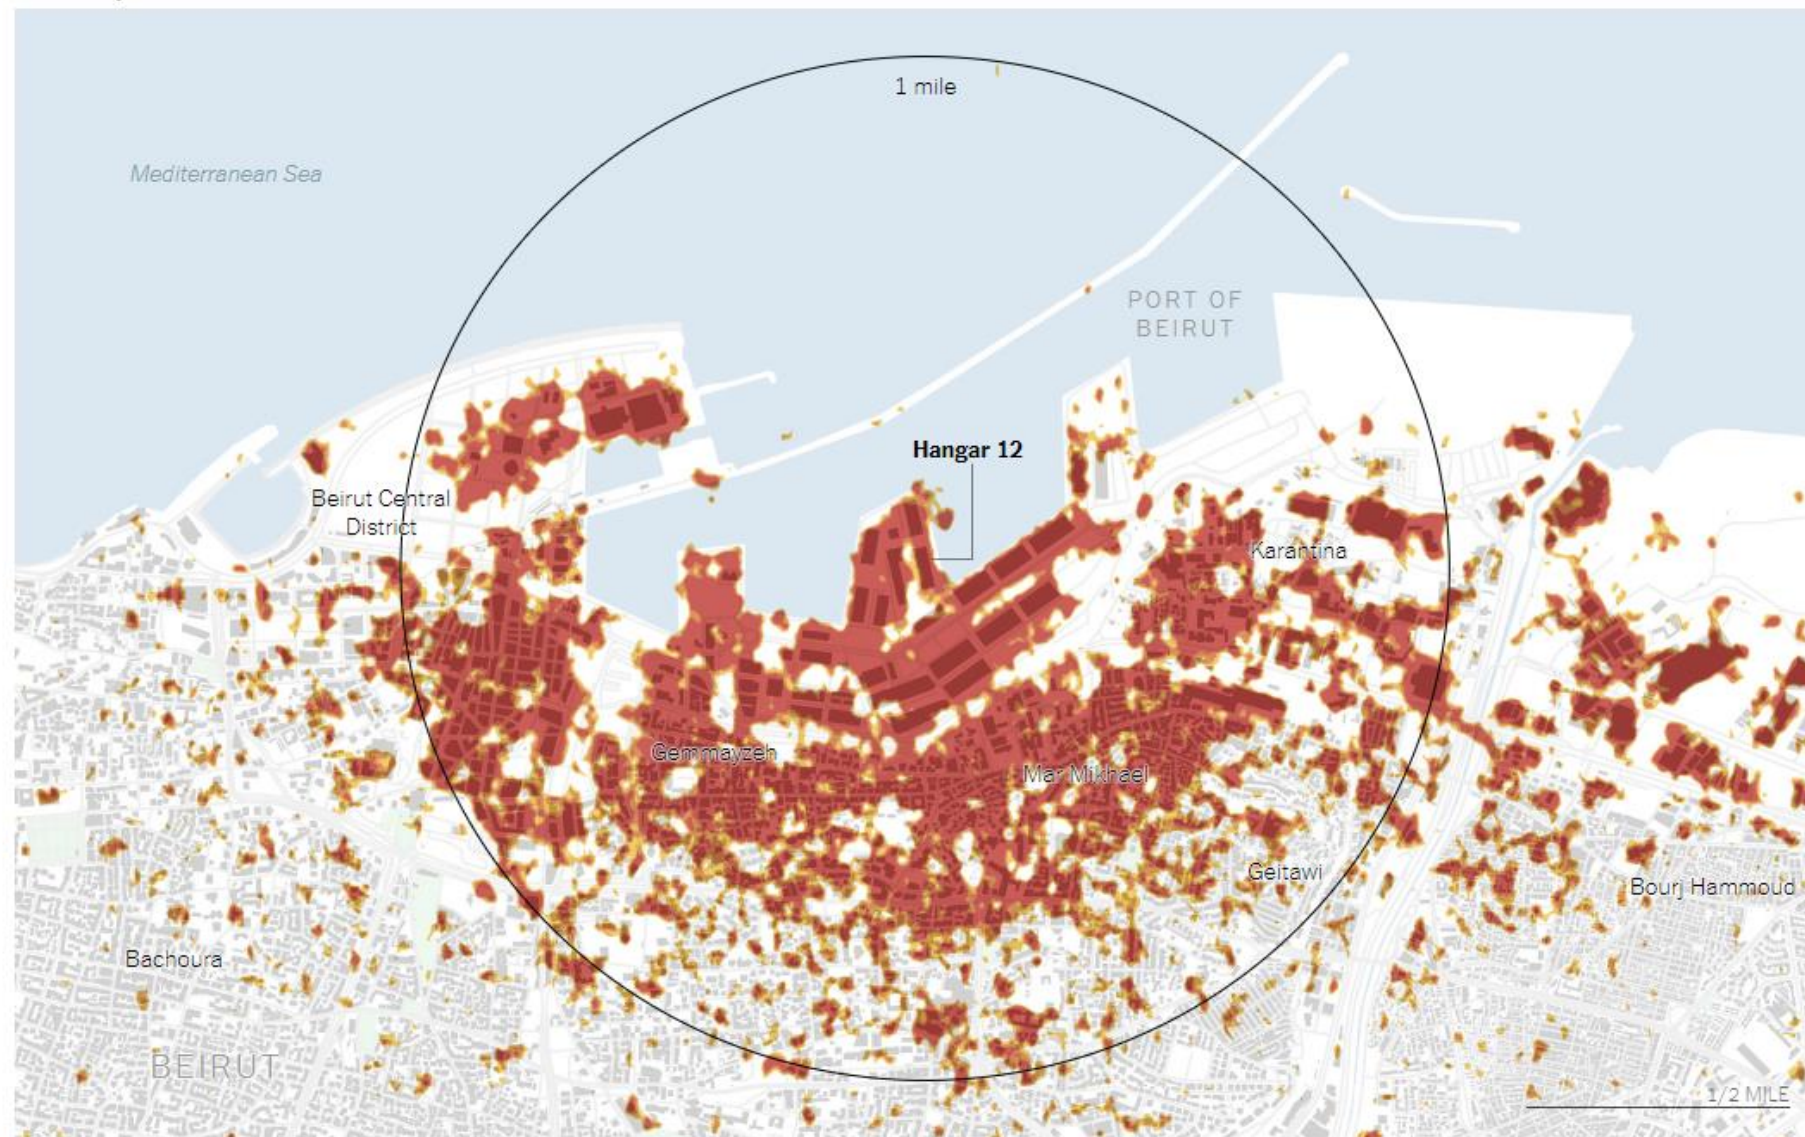 1 mile
Mediterranean Sea
PORT OF
BEIRUT
Hangar 12
Beirut Central
District
Karantina
Gemmayzeh
Mar Mikhael
Geitawi
Bourj Hammoud
Bachoura
BEIRUT
1/2 MILE